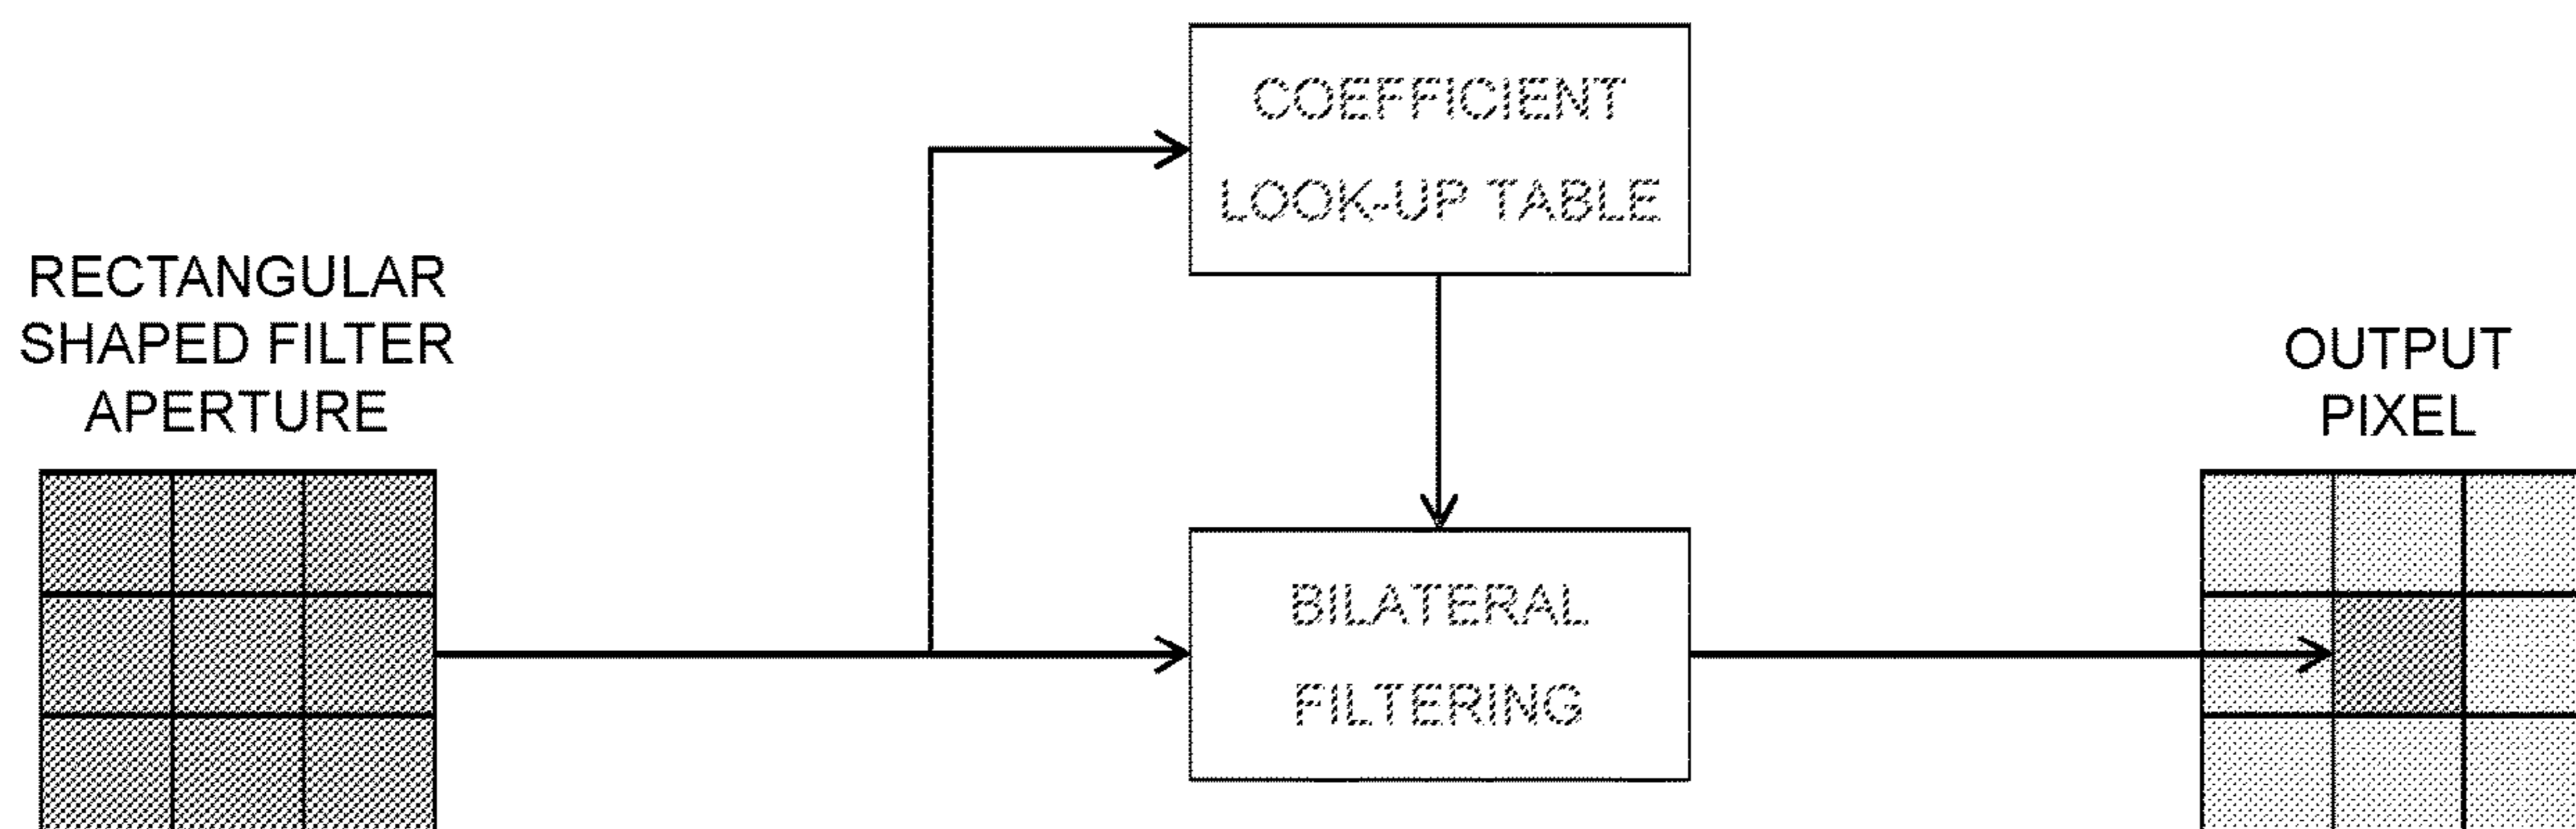 COEFFICIENT
LOOK-UP TABLE
RECTANGULAR
SHAPED FILTER
APERTURE
OUTPUT
PIXEL
BILATERAL
FILTERING